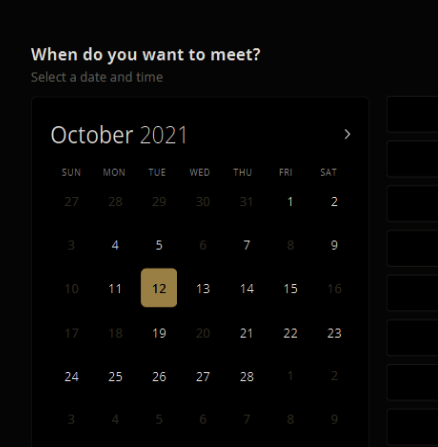 When do you want to meet?
Select a date and time
October 2021 >
SUN MON TUE WED THU FRI SAT
27 28 29 30 31 1 2
3 4 5 6 7 8 9
10 11 12 13 14 15 16
17 18 19 20 21 22 23
24 25 26 27 28 1 2
3 4 5 6 7 8 9